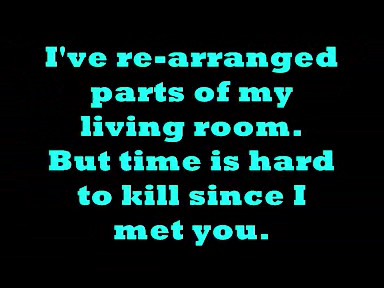 I've re-arranged
parts of my
living room.
But time is hard
to kill since I
met you.